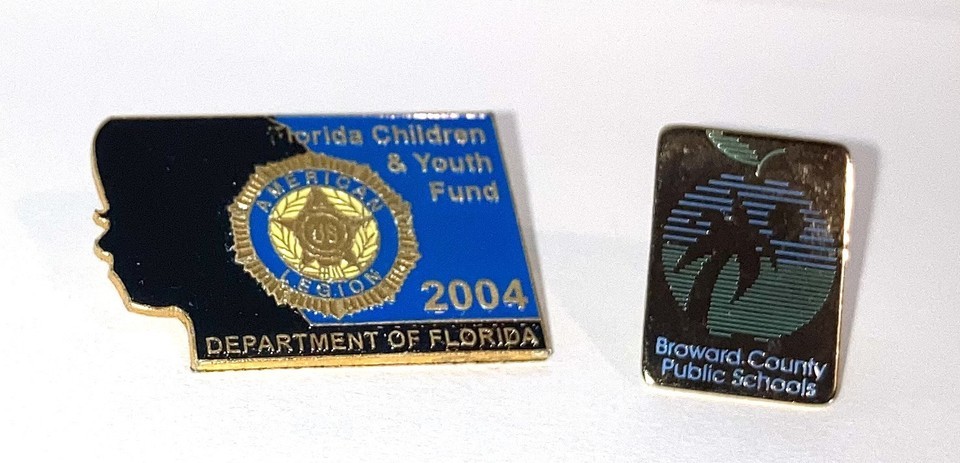 Florida Children
& Youth
Fund
AMERICAN
US
LEGION
2004
DEPARTMENT OF FLORIDA
Broward County
Public Schools